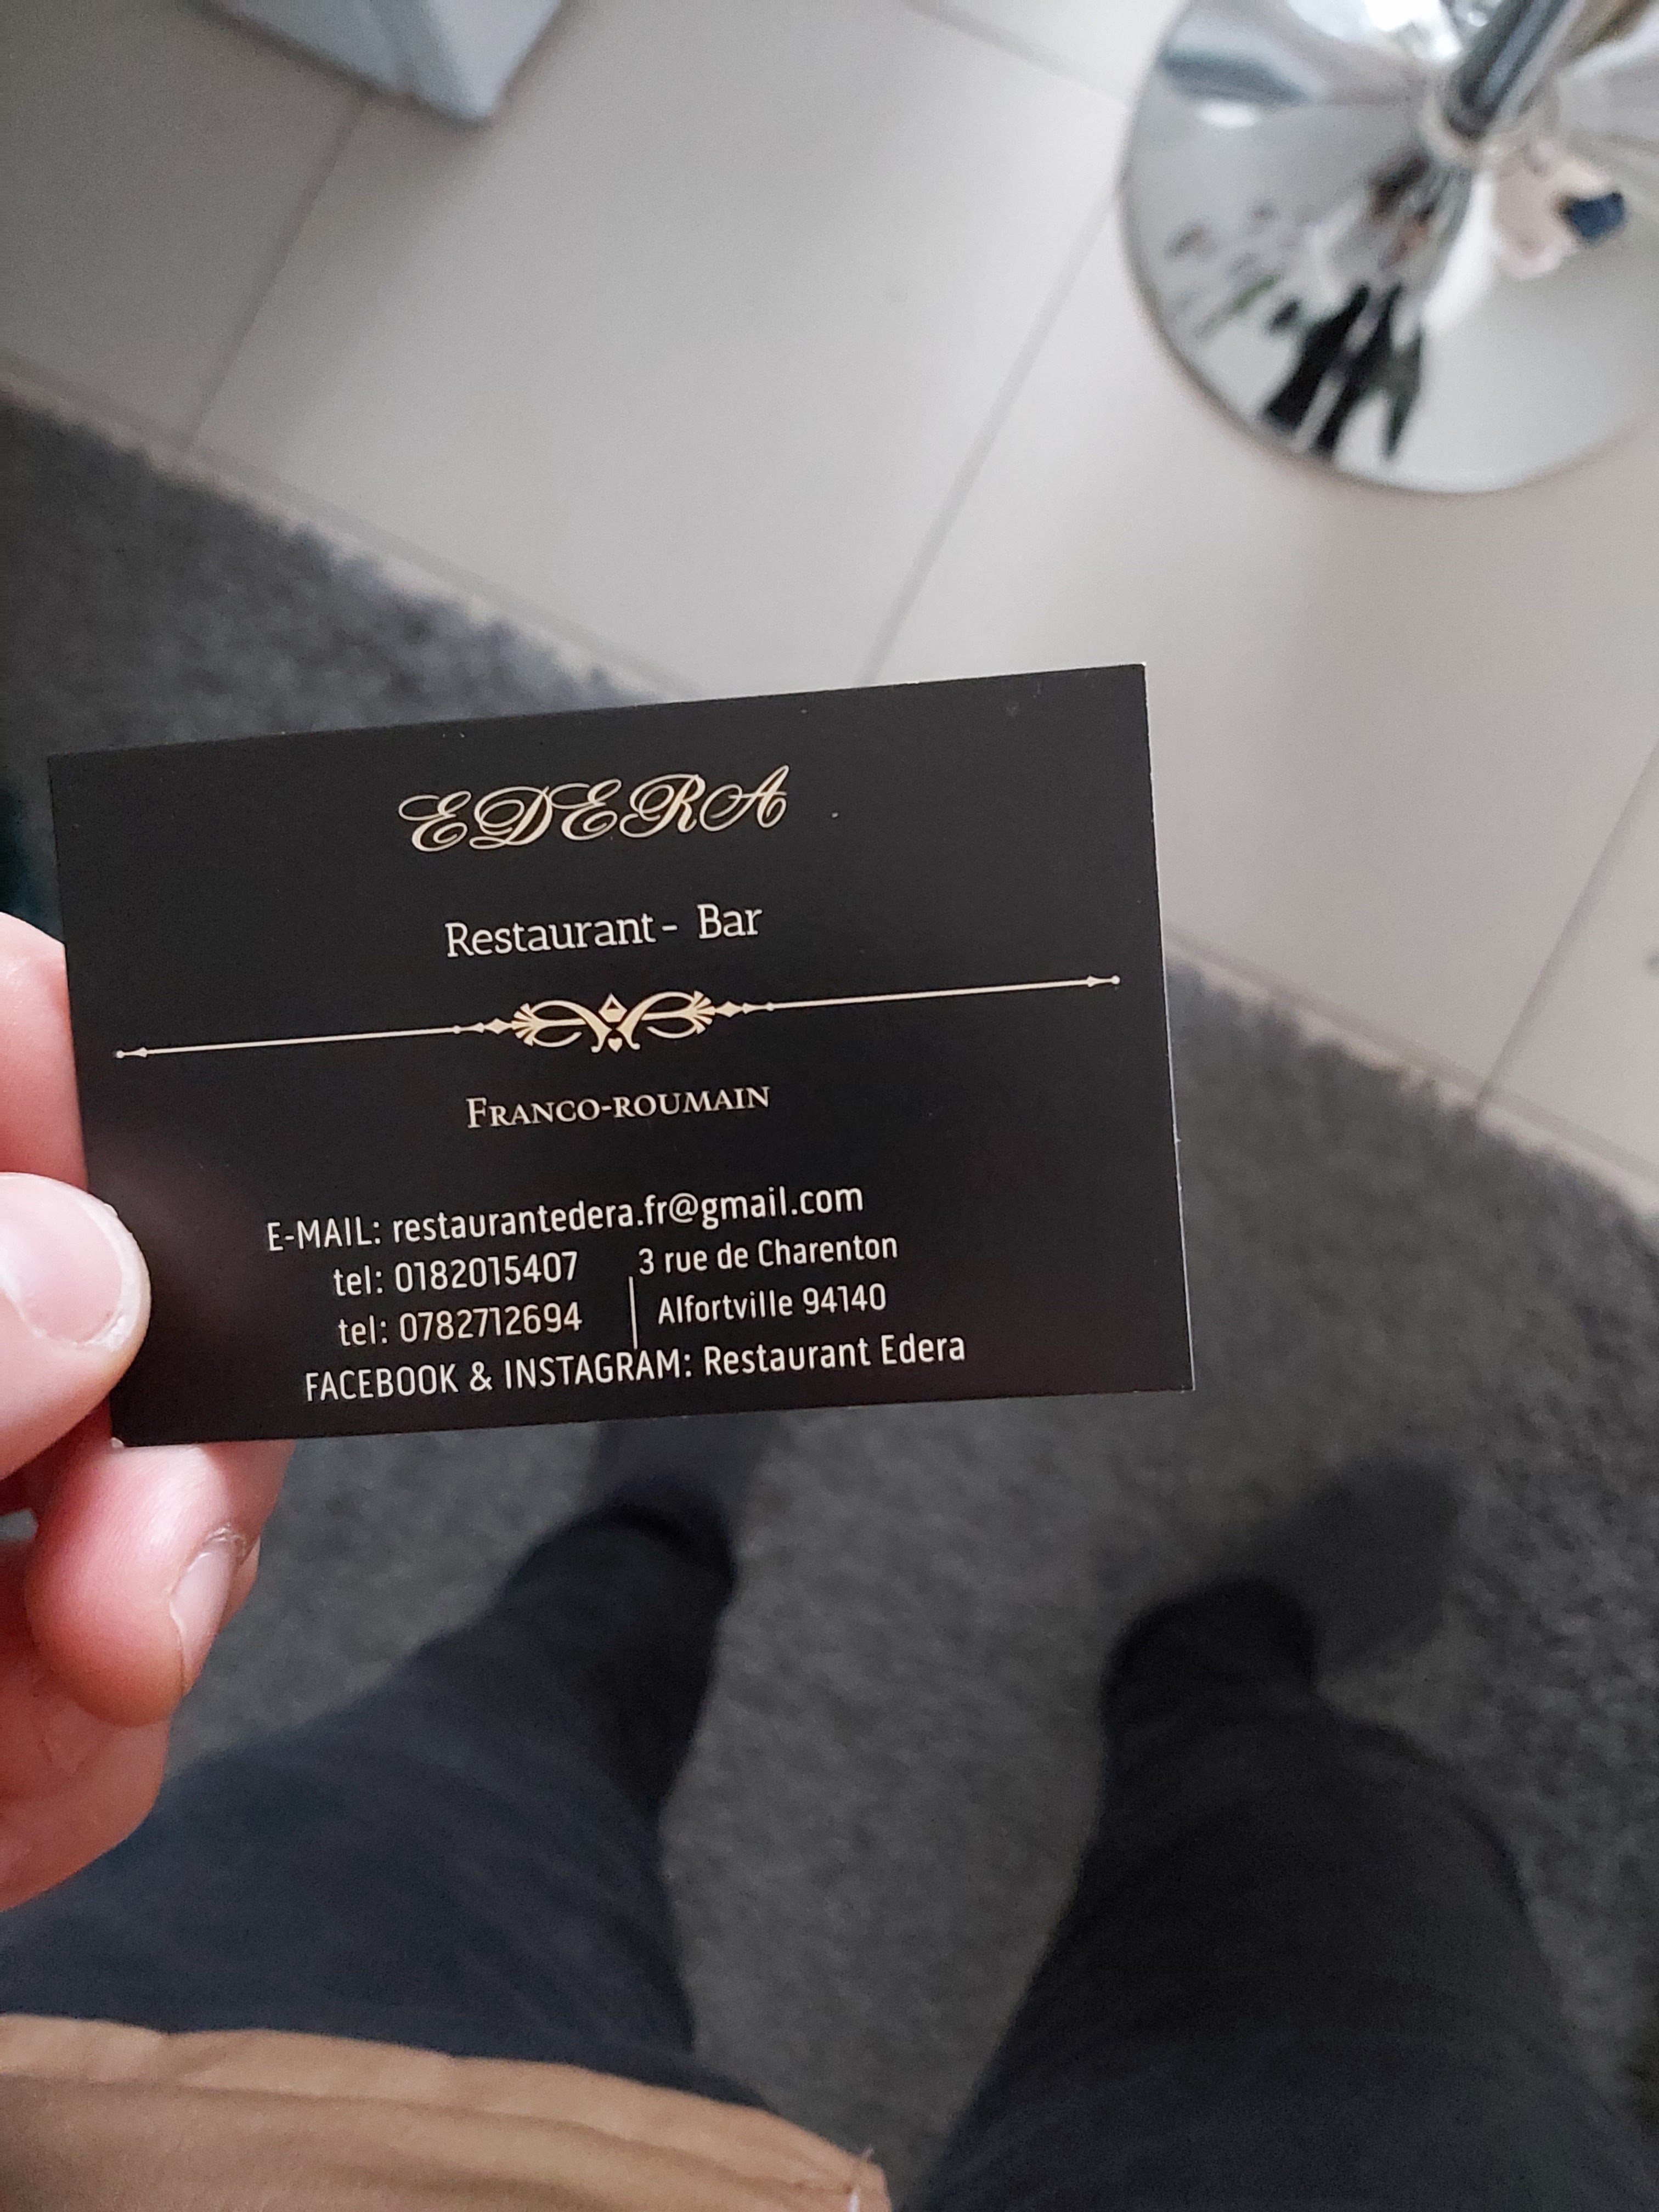 EDERA
Restaurant- Bar
FRANCO-ROUMAIN
E-MAIL: restaurantedera.fr@gmail.com
tel: 0182015407
tel: 0782712694
3 rue de Charenton
Alfortville 94140
FACEBOOK & INSTAGRAM: Restaurant Edera